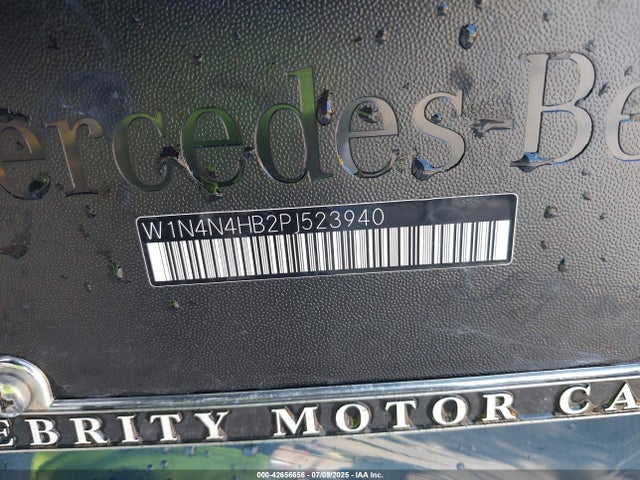 ercedes-Be
W1N4N4HB2PJ523940
EBRITY MOTOR CA
000-42656656 - 07/09/2025 - IAA Inc.